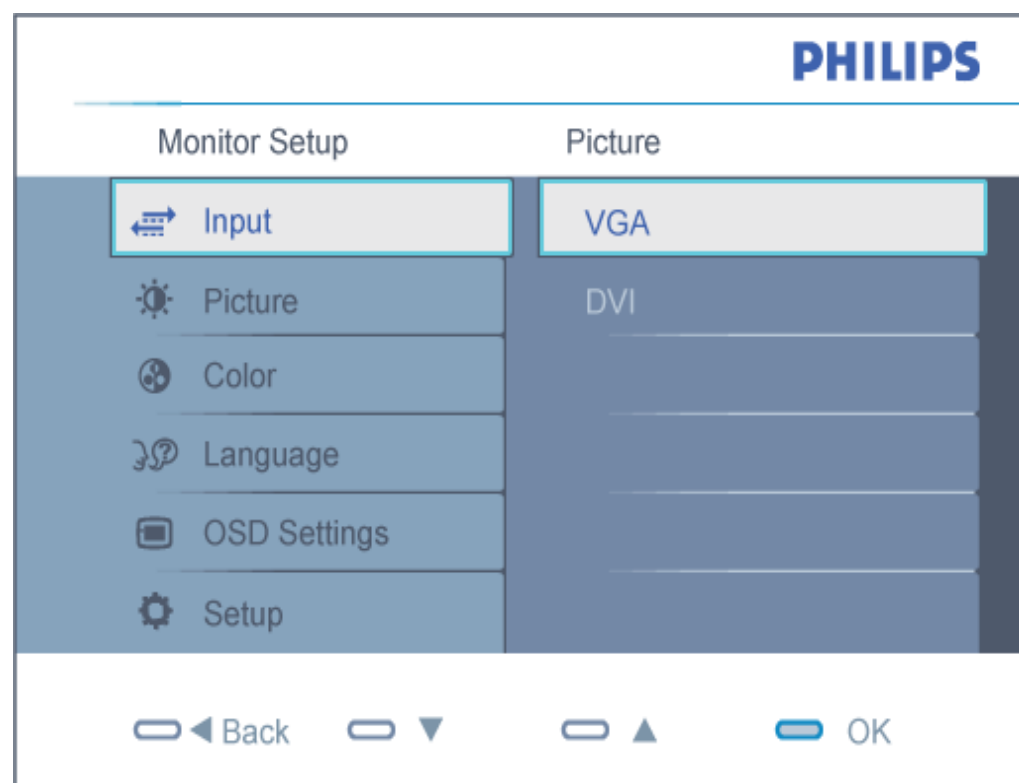 PHILIPS
Monitor Setup Picture
Input VGA
Picture DVI
Color
Language
OSD Settings
Setup
Back OK